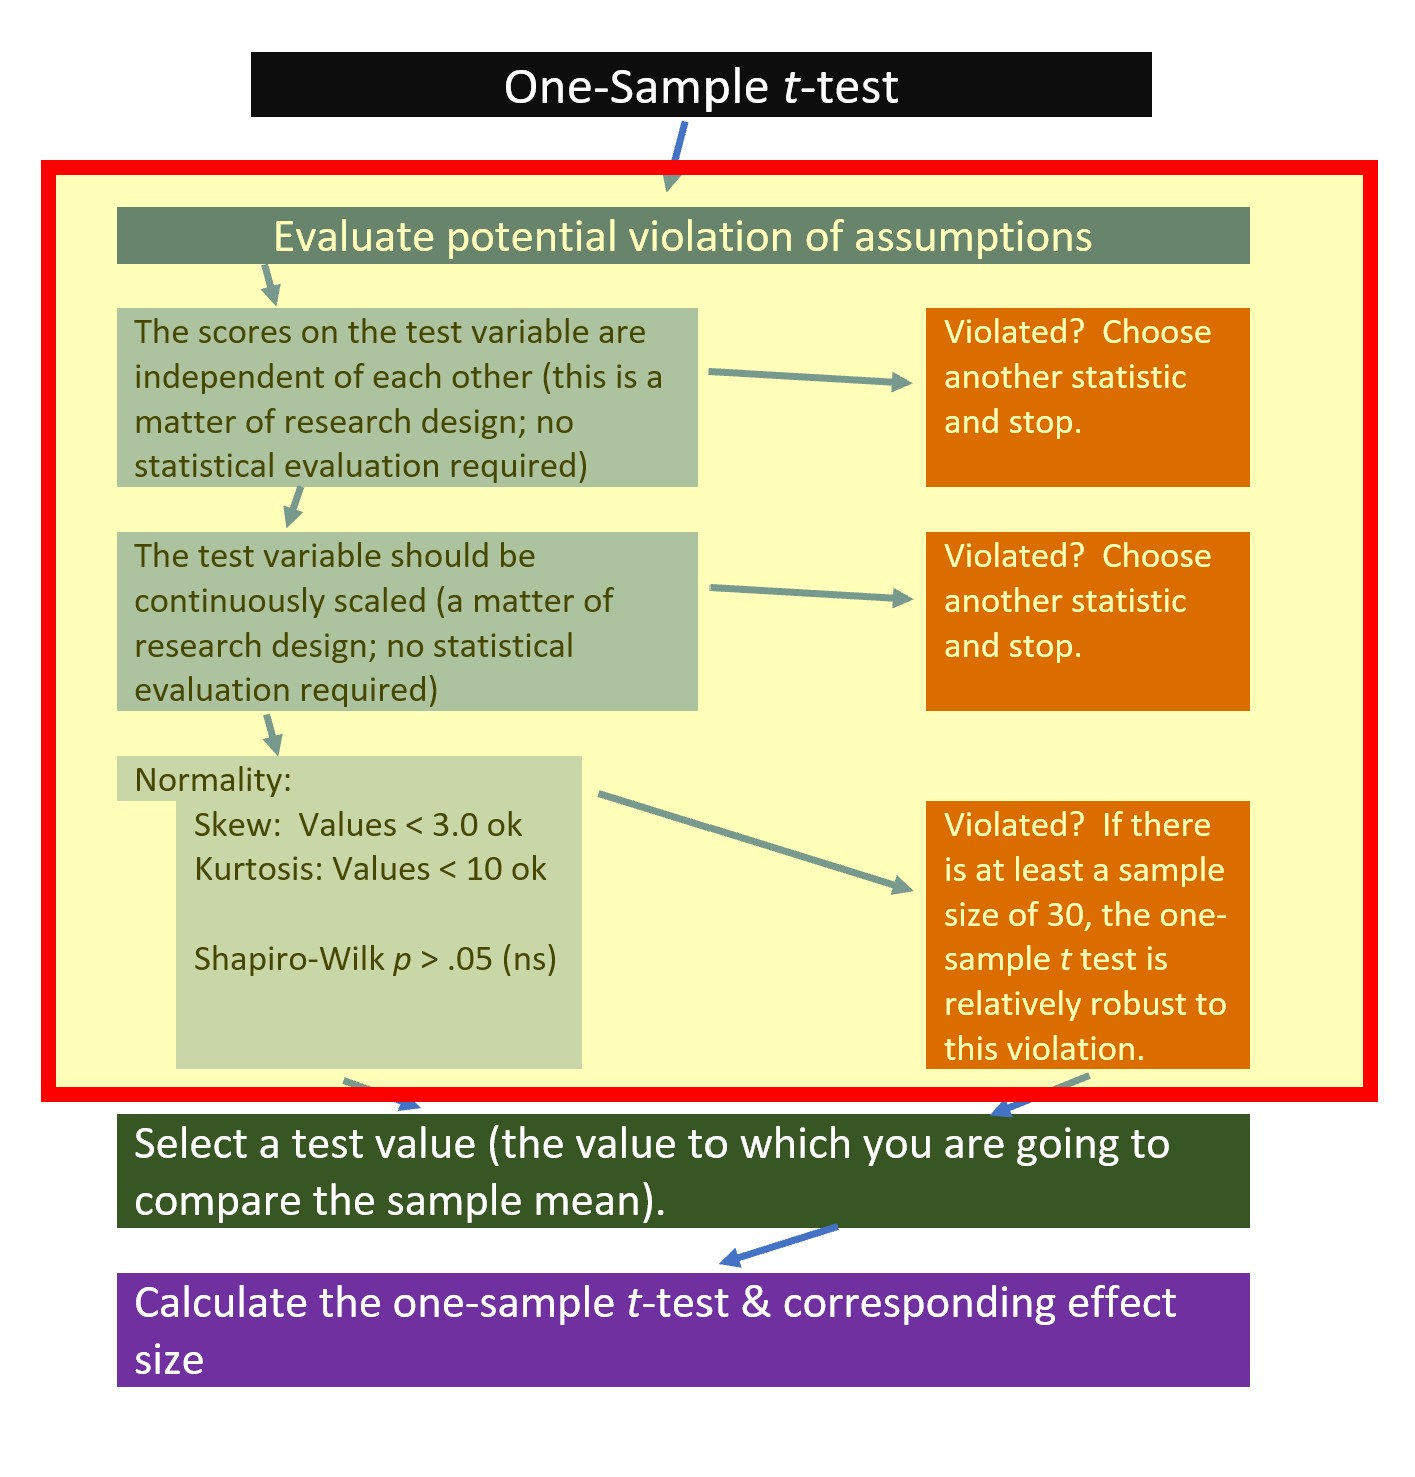 One-Sample t-test
Evaluate potential violation of assumptions
The scores on the test variable are
independent of each other (this is a
matter of research design; no
statistical evaluation required)
Violated?  Choose
another statistic
and stop.
The test variable should be
continuously scaled (a matter of
research design; no statistical
evaluation required)
Violated?  Choose
another statistic
and stop.
Normality:
Skew:  Values < 3.0 ok
Kurtosis: Values < 10 ok
Shapiro-Wilk p > .05 (ns)
Violated?  If there
is at least a sample
size of 30, the one-
sample t test is
relatively robust to
this violation.
Select a test value (the value to which you are going to
compare the sample mean).
Calculate the one-sample t-test & corresponding effect
size